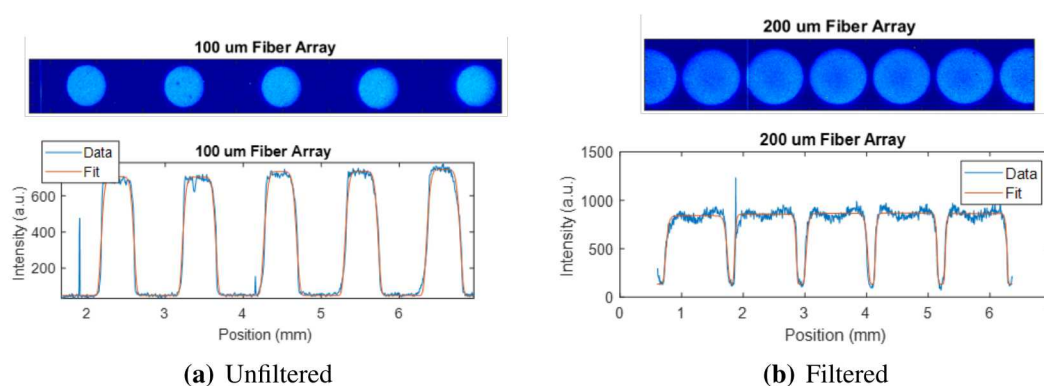 100 um Fiber Array
100 um Fiber Array
Data
Fit
Intensity (a.u.)
600
400
200
2
3
4
5
6
Position (mm)
(a) Unfiltered
200 um Fiber Array
200 um Fiber Array
Data
Fit
Intensity (a.u.)
1500
1000
500
0
0
1
2
3
4
5
6
Position (mm)
(b) Filtered